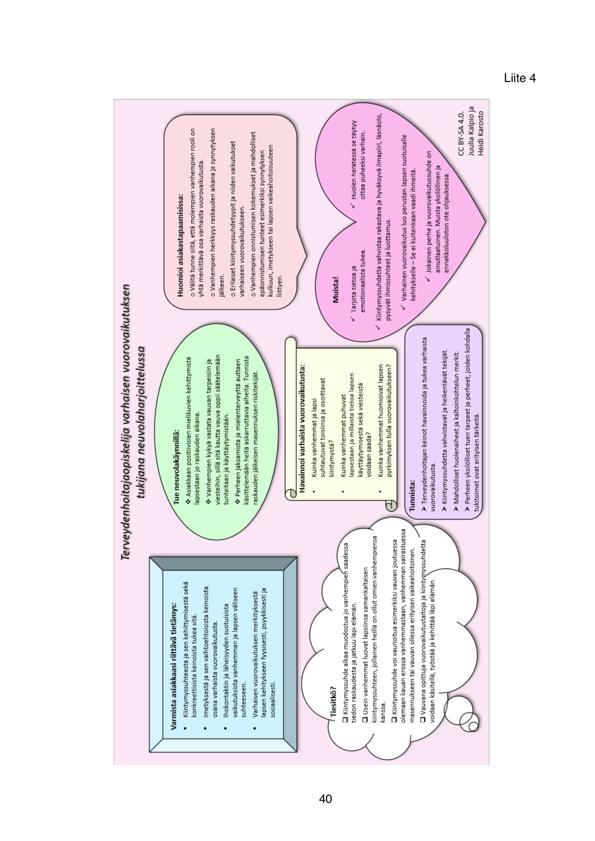 Liite 4
Terveydenhoitajaopiskelija varhaisen vuorovaikutuksen
tukijana neuvolaharjoittelussa
Varmista asiakkaasi riittävä tietämys:
• Kiintymyssuhteesta ja sen kehittymisestä sekä
konkreettisista keinoista tukea sitä.
• Imetyksestä ja sen vaihtoehtoisista keinoista
osana varhaista vuorovaikutusta.
• Ihokontaktin ja läheisyyden suotuisista
vaikutuksista vanhemman ja lapsen väliseen
suhteeseen.
• Varhaisen vuorovaikutuksen merkityksestä
lapsen kehitykseen fyysisesti, psyykkisesti ja
sosiaalisesti.
Tue neuvolakäynnillä:
❖ Asiakkaan positiivisien mielikuvien kehittymistä
lapsestaan jo raskauden aikana.
❖ Vanhempien kykyä vastata vauvan tarpeisiin ja
viesteihin, sillä sitä kautta vauva oppii säätelemään
tunteitaan ja käyttäytymistään.
❖ Perheen jaksamista ja mielenterveyttä auttaen
käsittelemään heitä askarruttavia aiheita. Tunnista
raskauden jälkeisen masennuksen riskitekijät.
Huomioi asiakastapaamisissa:
o Välitä tunne siitä, että molempien vanhempien rooli on
yhtä merkittävä osa varhaista vuorovaikutusta.
o Vanhempien herkkyys raskauden aikana ja synnytyksen
jälkeen.
o Erilaiset kiintymyssuhdetyypit ja niiden vaikutukset
varhaiseen vuorovaikutukseen.
o Vanhempien onnistumisen kokemukset ja mahdolliset
epäonnistumisen tunteet esimerkiksi synnytyksen
kulkuun, imetykseen tai lapsen vaikeahoitoisuuteen
liittyen.
Tiesitkö?
❑ Kiintymyssuhde alkaa muodostua jo vanhempien saadessa
tiedon raskaudesta ja jatkuu läpi elämän.
❑ Usein vanhemmat luovat lapsiinsa samankaltaisen
kiintymyssuhteen, jollainen heillä on ollut omien vanhempiensa
kanssa.
❑ Kiintymyssuhde voi vaurioitua esimerkiksi vauvan joutuessa
olemaan kauan erossa vanhemmastaan, vanhemman sairastuessa
masennukseen tai vauvan ollessa erityisen vaikeahoitoinen.
❑ Vauvana opittuja vuorovaikutustaitoja ja kiintymyssuhdetta
voidaan käsitellä, työstää ja kehittää läpi elämän.
Havainnoi varhaista vuorovaikutusta:
• Kuinka vanhemmat ja lapsi
suhtautuvat toisiinsa ja osoittavat
kiintymystä?
• Kuinka vanhemmat puhuvat
lapsestaan ja millaista tietoa lapsen
käyttäytymisestä sekä viesteistä
voidaan saada?
• Kuinka vanhemmat huomioivat lapsen
pyrkimyksen tulla vuorovaikutukseen?
Tunnista:
➢ Terveydenhoitajan keinot havainnoida ja tukea varhaista
vuorovaikutusta.
➢ Kiintymyssuhdetta vahvistavat ja heikentävät tekijät.
➢ Mahdolliset huolenaiheet ja kaltoinkohtelun merkit.
➢ Perheen yksilölliset tuen tarpeet ja perheet, joiden kohdalla
tukitoimet ovat erityisen tärkeitä.
Muista!
✓ Tarjota tietoa ja
emotionaalista tukea.
✓ Huolen herätessä se täytyy
ottaa puheeksi varhain.
✓ Kiintymyssuhdetta vahvistaa rakastava ja hyväksyvä ilmapiiri, läsnäolo,
pysyvät ihmissuhteet ja luottamus.
✓ Varhainen vuorovaikutus luo perustan lapsen suotuisalle
kehitykselle – Se ei kuitenkaan vaadi ihmeitä.
✓ Jokainen perhe ja vuorovaikutussuhde on
ainutlaatuinen. Muista yksilöllinen ja
ennakkoluuloton ote ohjauksessa.
CC BY-SA 4.0.
Juulia Kalpio ja
Heidi Karosto
40